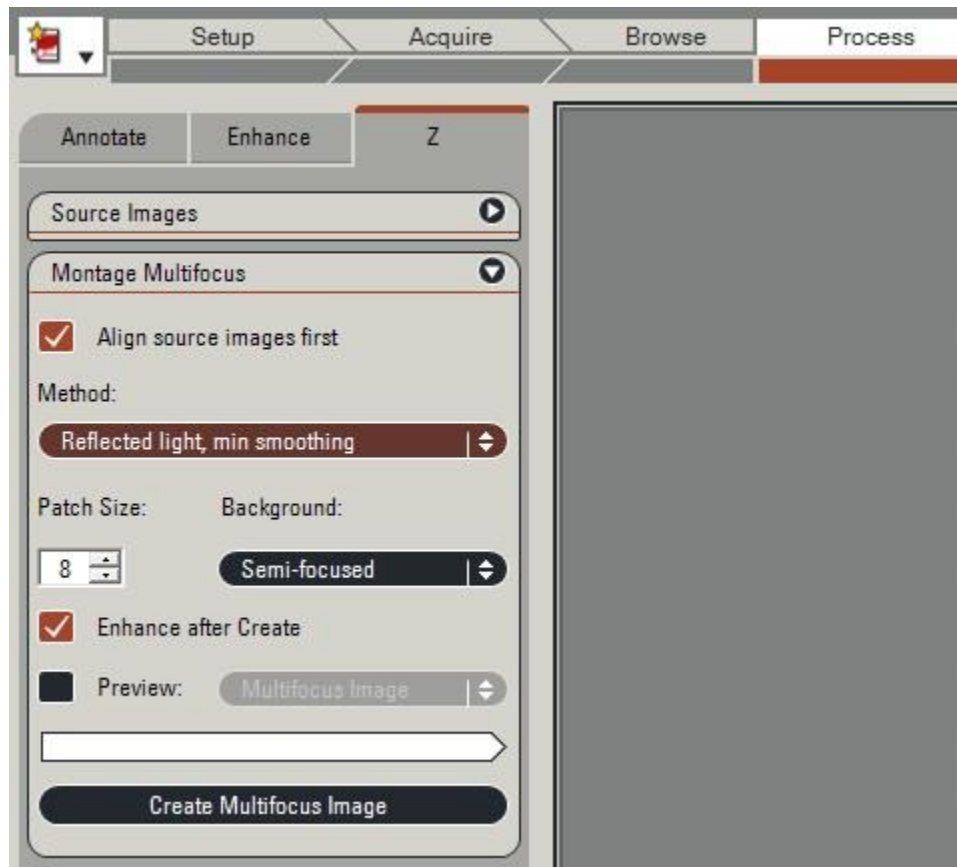 Setup Acquire Browse Process
Annotate Enhance Z
Source Images
Montage Multifocus
Align source images first
Method:
Reflected light, min smoothing
Patch Size: Background:
8 Semi-focused
Enhance after Create
Preview: Multifocus Image
Create Multifocus Image